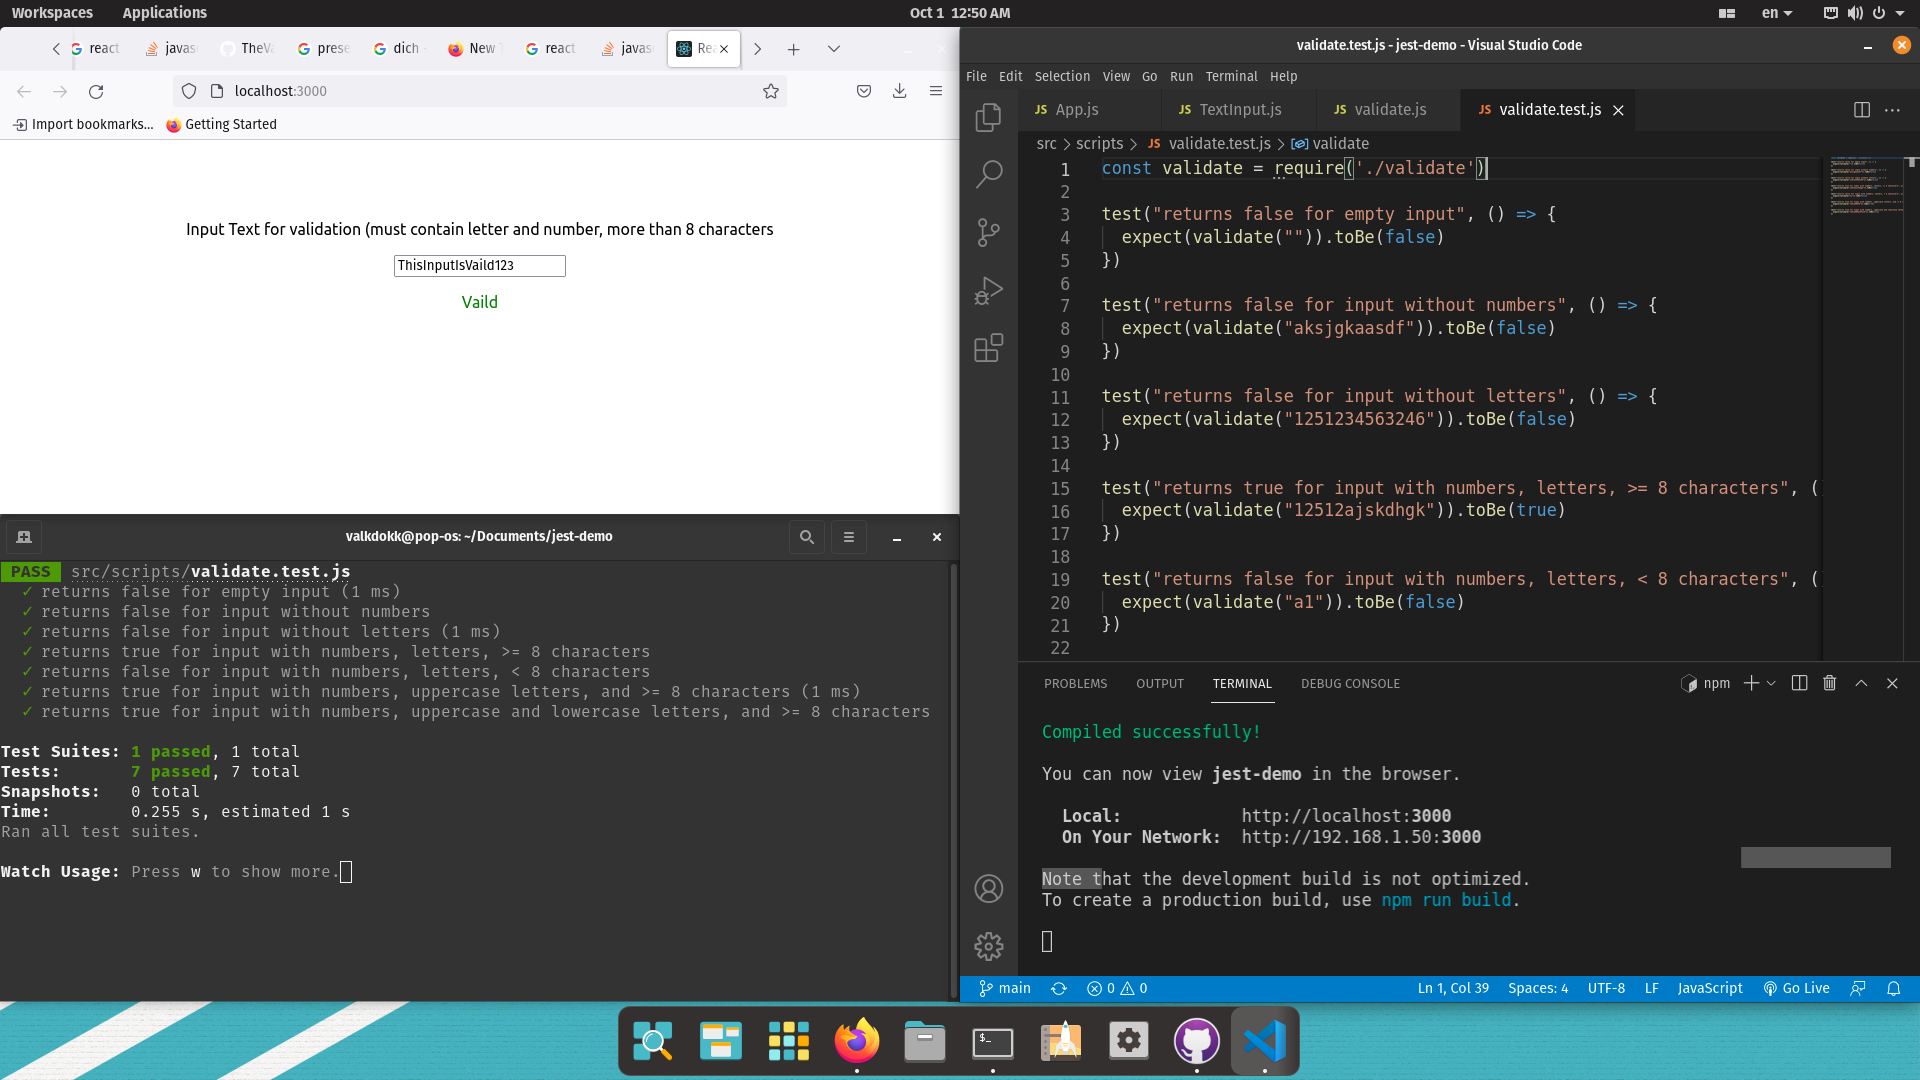 Workspaces Applications Oct 1 12:50 AM en
react javas TheVa prese dich New react javas Rea
localhost:3000
Import bookmarks... Getting Started
Input Text for validation (must contain letter and number, more than 8 characters
ThisInputIsVaild123
Vaild
valkdokk@pop-os: ~/Documents/jest-demo
PASS src/scripts/validate.test.js
✓ returns false for empty input (1 ms)
✓ returns false for input without numbers
✓ returns false for input without letters (1 ms)
✓ returns true for input with numbers, letters, >= 8 characters
✓ returns false for input with numbers, letters, < 8 characters
✓ returns true for input with numbers, uppercase letters, and >= 8 characters (1 ms)
✓ returns true for input with numbers, uppercase and lowercase letters, and >= 8 characters
Test Suites: 1 passed, 1 total
Tests: 7 passed, 7 total
Snapshots: 0 total
Time: 0.255 s, estimated 1 s
Ran all test suites.
Watch Usage: Press w to show more.
validate.test.js - jest-demo - Visual Studio Code
File Edit Selection View Go Run Terminal Help
JS App.js JS TextInput.js JS validate.js JS validate.test.js
src > scripts > JS validate.test.js > validate
1 const validate = require('./validate')
2
3 test("returns false for empty input", () => {
4 expect(validate("")).toBe(false)
5 })
6
7 test("returns false for input without numbers", () => {
8 expect(validate("aksjgkaasdf")).toBe(false)
9 })
10
11 test("returns false for input without letters", () => {
12 expect(validate("1251234563246")).toBe(false)
13 })
14
15 test("returns true for input with numbers, letters, >= 8 characters", (
16 expect(validate("12512ajskdhgk")).toBe(true)
17 })
18
19 test("returns false for input with numbers, letters, < 8 characters", (
20 expect(validate("a1")).toBe(false)
21 })
22
PROBLEMS OUTPUT TERMINAL DEBUG CONSOLE npm
Compiled successfully!
You can now view jest-demo in the browser.
Local: http://localhost:3000
On Your Network: http://192.168.1.50:3000
Note that the development build is not optimized.
To create a production build, use npm run build.
main 0 0 Ln 1, Col 39 Spaces: 4 UTF-8 LF JavaScript Go Live
$_